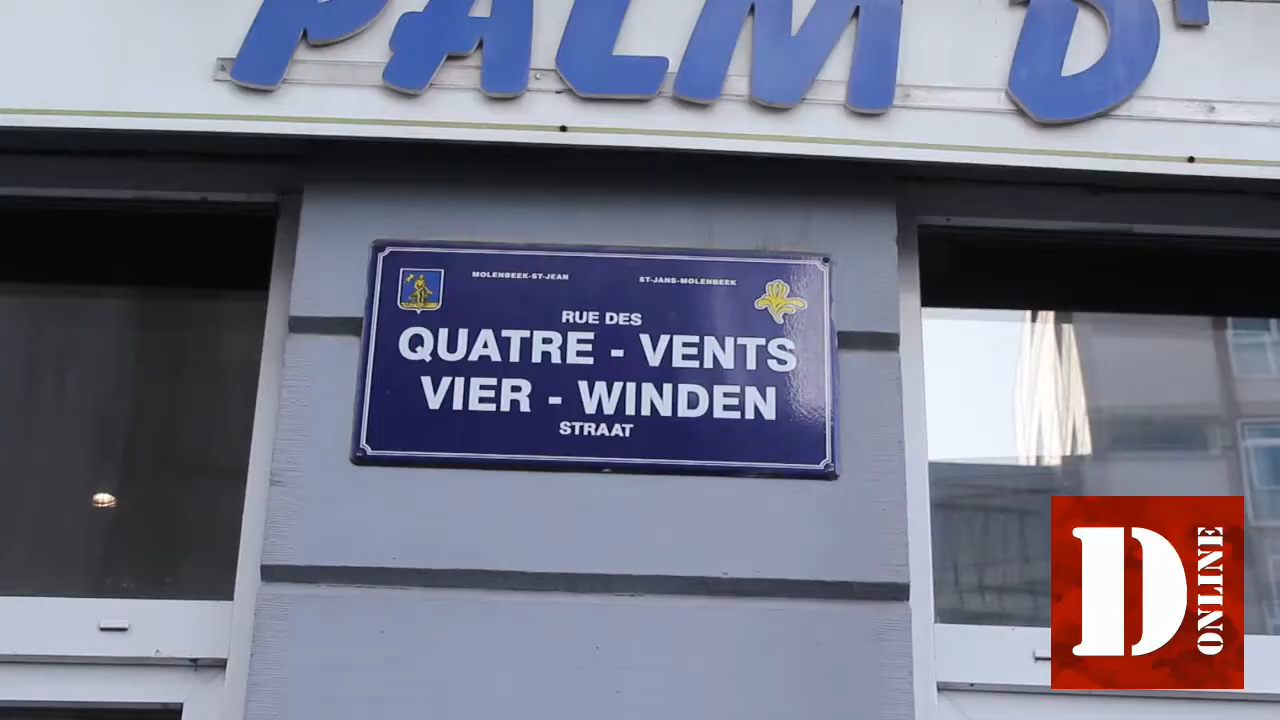 PALM D'
MOLENBEEK-ST-JEAN
ST-JANS-MOLENBEEK
RUE DES
QUATRE - VENTS
VIER - WINDEN
STRAAT
D
ONLINE